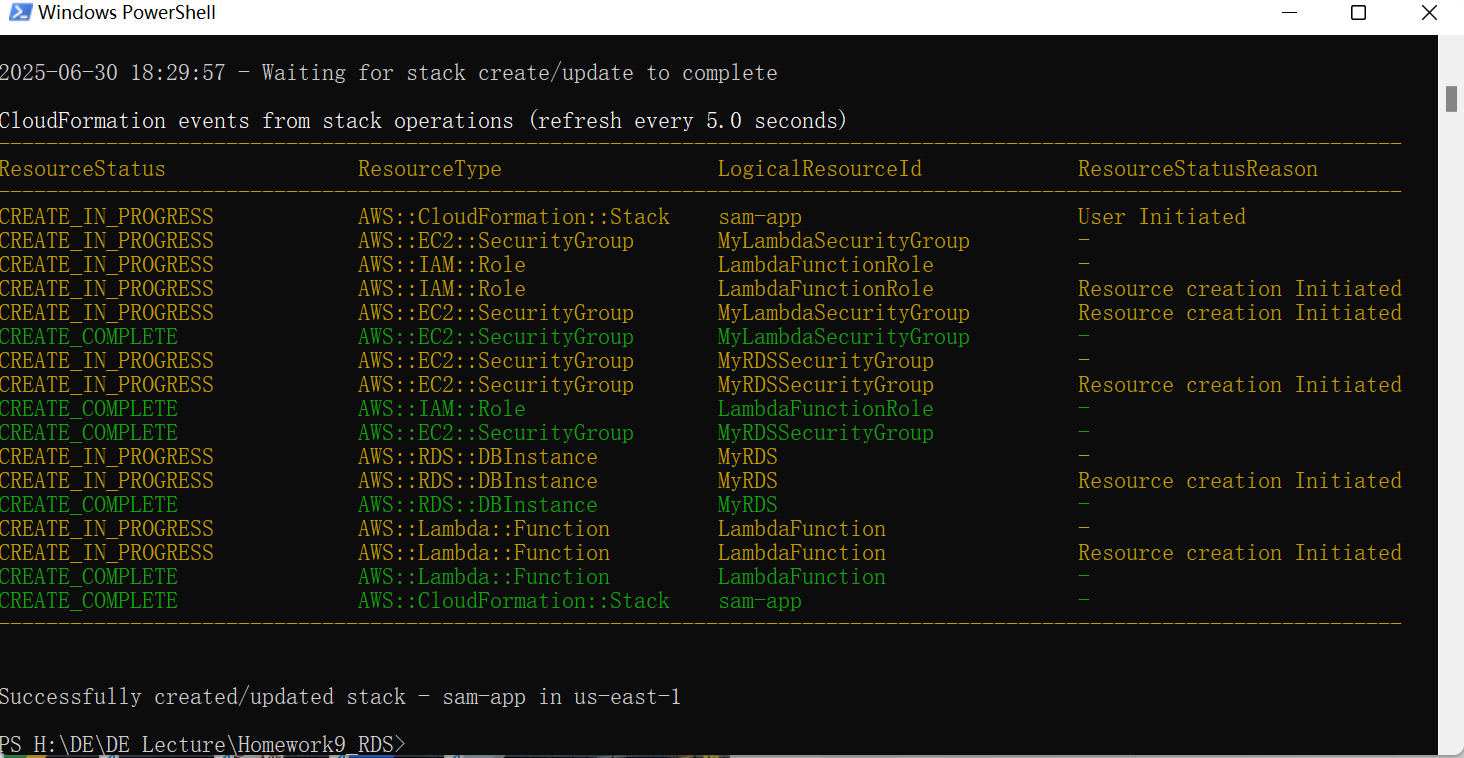 Windows PowerShell
2025-06-30 18:29:57 - Waiting for stack create/update to complete
CloudFormation events from stack operations (refresh every 5.0 seconds)
ResourceStatus ResourceType LogicalResourceId ResourceStatusReason
CREATE_IN_PROGRESS AWS::CloudFormation::Stack sam-app User Initiated
CREATE_IN_PROGRESS AWS::EC2::SecurityGroup MyLambdaSecurityGroup -
CREATE_IN_PROGRESS AWS::IAM::Role LambdaFunctionRole -
CREATE_IN_PROGRESS AWS::IAM::Role LambdaFunctionRole Resource creation Initiated
CREATE_IN_PROGRESS AWS::EC2::SecurityGroup MyLambdaSecurityGroup Resource creation Initiated
CREATE_COMPLETE AWS::EC2::SecurityGroup MyLambdaSecurityGroup -
CREATE_IN_PROGRESS AWS::EC2::SecurityGroup MyRDSSecurityGroup -
CREATE_IN_PROGRESS AWS::EC2::SecurityGroup MyRDSSecurityGroup Resource creation Initiated
CREATE_COMPLETE AWS::IAM::Role LambdaFunctionRole -
CREATE_COMPLETE AWS::EC2::SecurityGroup MyRDSSecurityGroup -
CREATE_IN_PROGRESS AWS::RDS::DBInstance MyRDS -
CREATE_IN_PROGRESS AWS::RDS::DBInstance MyRDS Resource creation Initiated
CREATE_COMPLETE AWS::RDS::DBInstance MyRDS -
CREATE_IN_PROGRESS AWS::Lambda::Function LambdaFunction -
CREATE_IN_PROGRESS AWS::Lambda::Function LambdaFunction Resource creation Initiated
CREATE_COMPLETE AWS::Lambda::Function LambdaFunction -
CREATE_COMPLETE AWS::CloudFormation::Stack sam-app -
Successfully created/updated stack - sam-app in us-east-1
PS H:\DE\DE Lecture\Homework9_RDS>